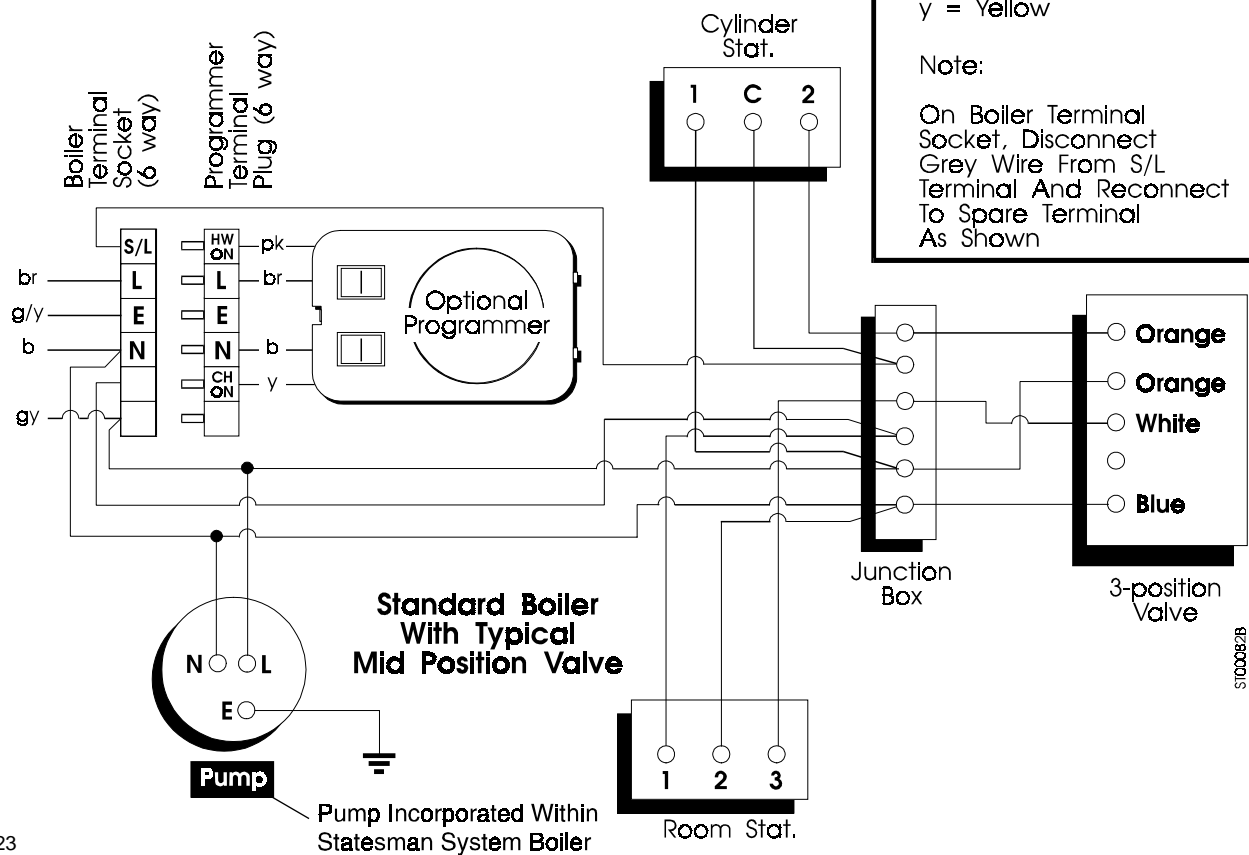 y = Yellow
Note:
On Boiler Terminal
Socket, Disconnect
Grey Wire From S/L
Terminal And Reconnect
To Spare Terminal
As Shown
Cylinder
Stat.
1 C 2
Boiler
Terminal
Socket
(6 way)
Programmer
Terminal
Plug (6 way)
S/L
L
E
N
br
g/y
b
gy
HW
ON
L
E
N
CH
ON
pk
br
b
y
Optional
Programmer
Orange
Orange
White
Blue
Junction
Box
3-position
Valve
ST00082B
Standard Boiler
With Typical
Mid Position Valve
N L
E
Pump
Pump Incorporated Within
Statesman System Boiler
1 2 3
Room Stat.
23